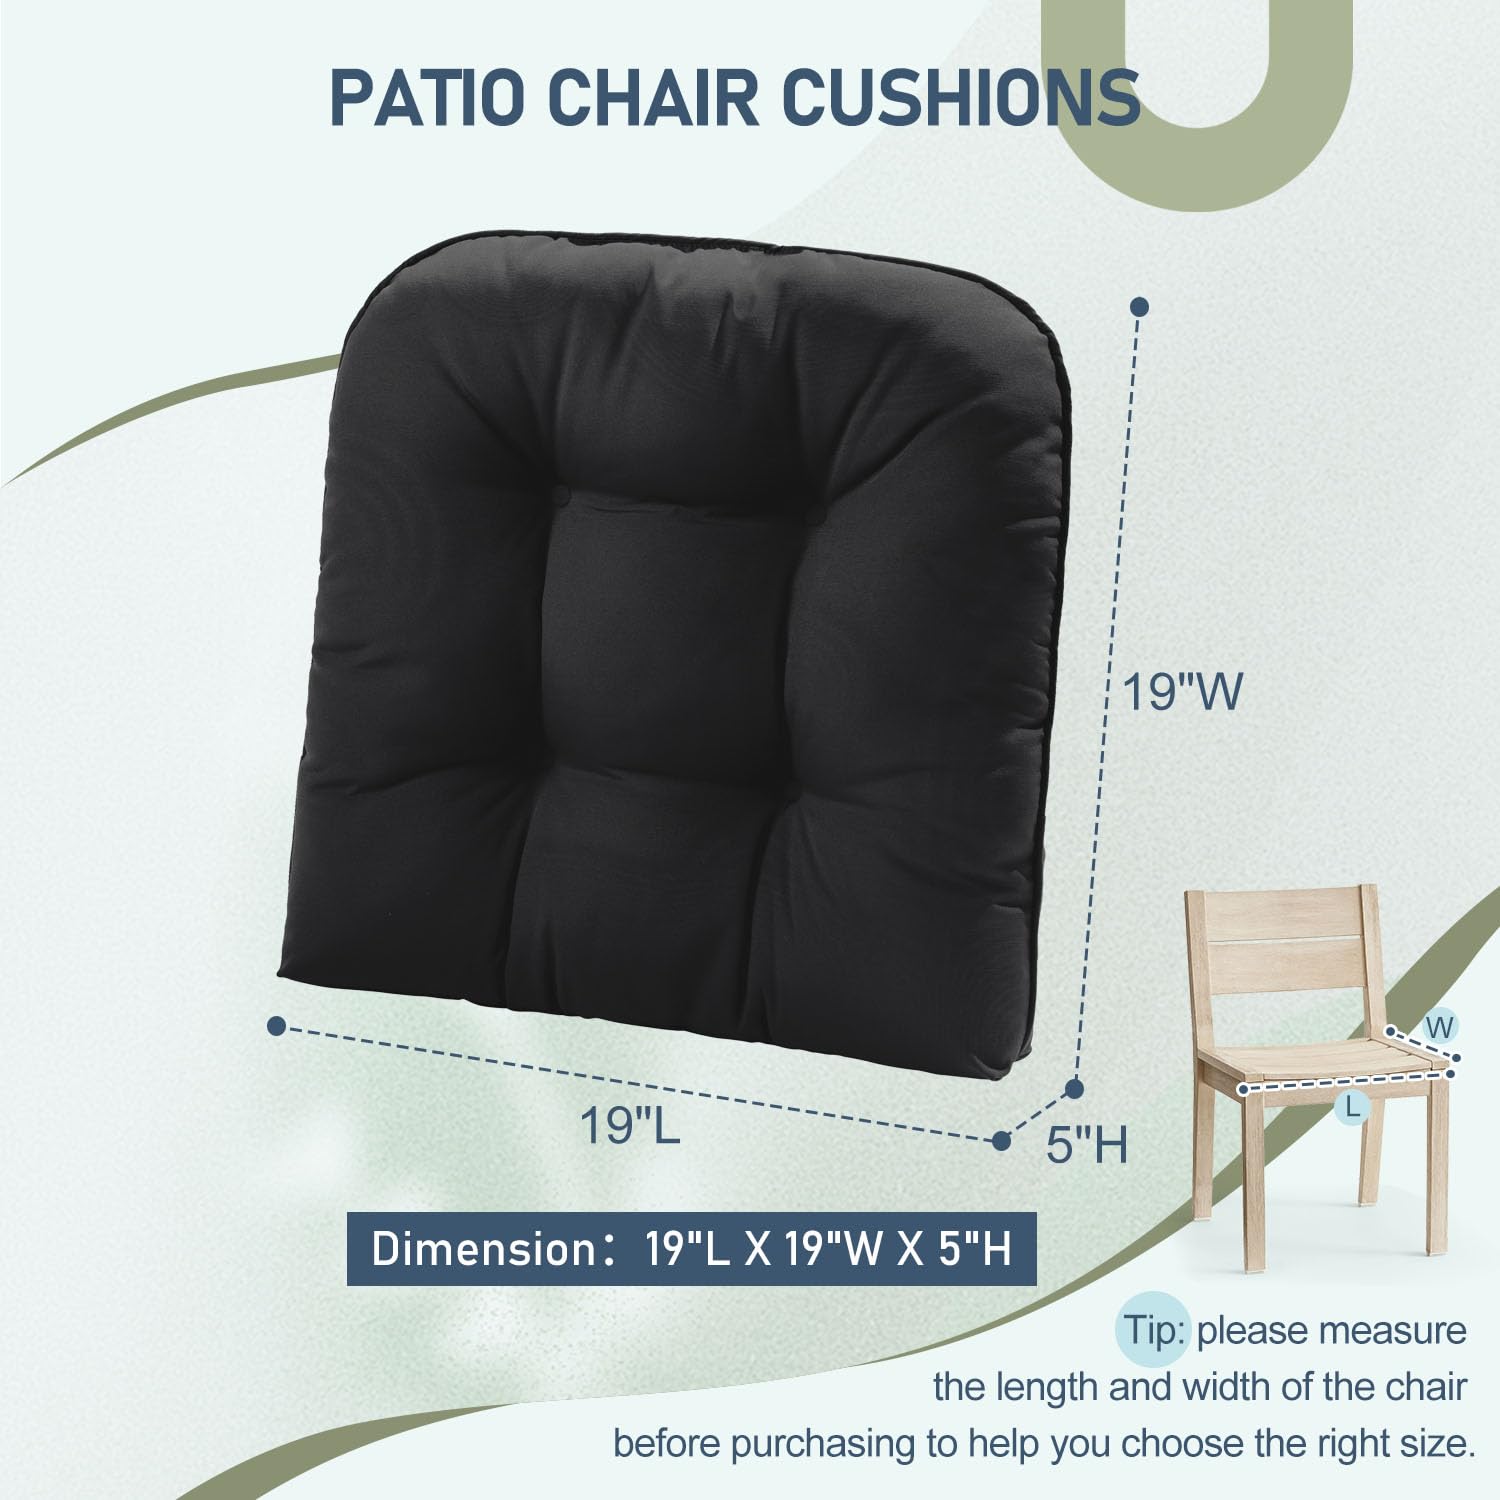 PATIO CHAIR CUSHIONS
19"W
19"L
5"H
W
L
Dimension：19"L X 19"W X 5"H
Tip: please measure
the length and width of the chair
before purchasing to help you choose the right size.